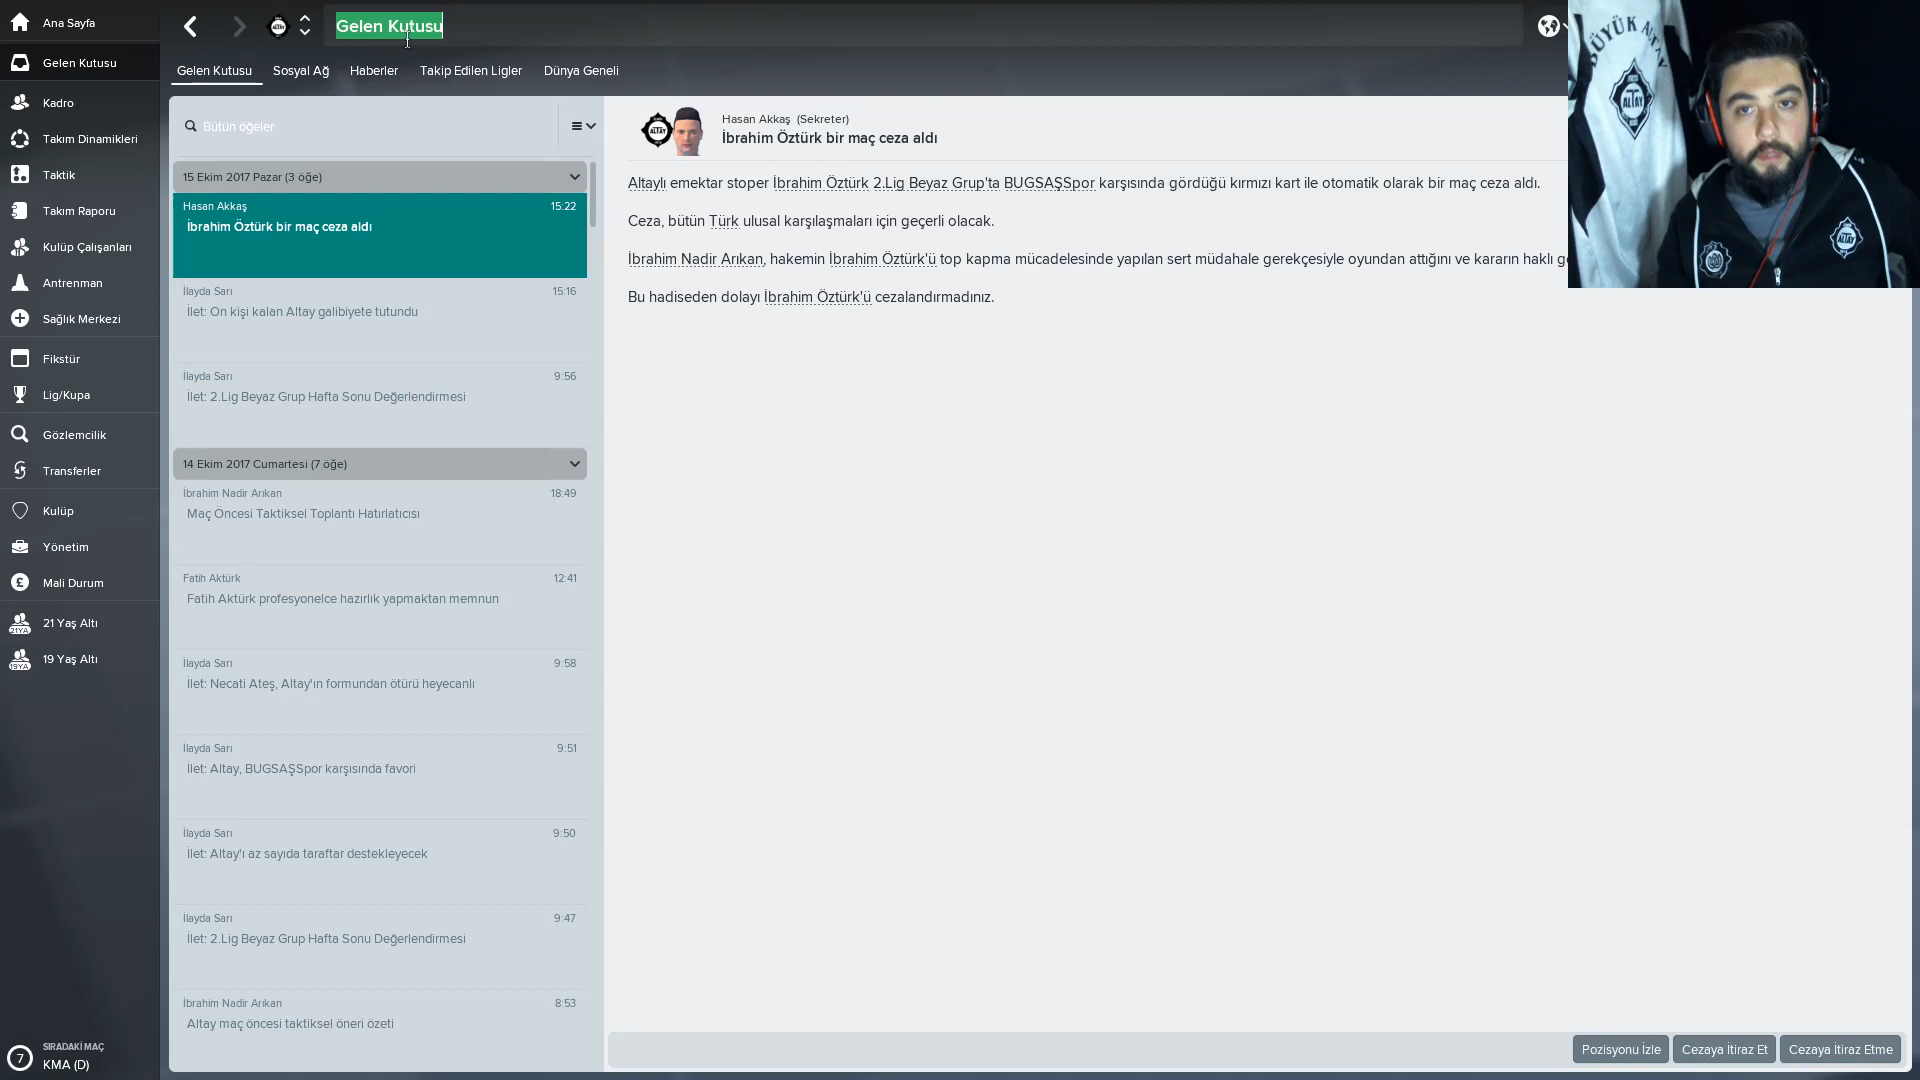 Ana Sayfa
Gelen Kutusu
Kadro
Takım Dinamikleri
Taktik
Takım Raporu
Kulüp Çalışanları
Antrenman
Sağlık Merkezi
Fikstür
Lig/Kupa
Gözlemcilik
Transferler
Kulüp
Yönetim
Mali Durum
21YA
21 Yaş Altı
19YA
19 Yaş Altı
7
SIRADAKİ MAÇ
KMA (D)
Gelen Kutusu
Gelen Kutusu Sosyal Ağ Haberler Takip Edilen Ligler Dünya Geneli
Bütün öğeler
15 Ekim 2017 Pazar (3 öğe)
Hasan Akkaş 15:22
İbrahim Öztürk bir maç ceza aldı
İlayda Sarı 15:16
İlet: On kişi kalan Altay galibiyete tutundu
İlayda Sarı 9:56
İlet: 2.Lig Beyaz Grup Hafta Sonu Değerlendirmesi
14 Ekim 2017 Cumartesi (7 öğe)
İbrahim Nadir Arıkan 18:49
Maç Öncesi Taktiksel Toplantı Hatırlatıcısı
Fatih Aktürk 12:41
Fatih Aktürk profesyonelce hazırlık yapmaktan memnun
İlayda Sarı 9:58
İlet: Necati Ateş, Altay'ın formundan ötürü heyecanlı
İlayda Sarı 9:51
İlet: Altay, BUGSAŞSpor karşısında favori
İlayda Sarı 9:50
İlet: Altay'ı az sayıda taraftar destekleyecek
İlayda Sarı 9:47
İlet: 2.Lig Beyaz Grup Hafta Sonu Değerlendirmesi
İbrahim Nadir Arıkan 8:53
Altay maç öncesi taktiksel öneri özeti
ALTAY
Hasan Akkaş (Sekreter)
İbrahim Öztürk bir maç ceza aldı
Altaylı emektar stoper İbrahim Öztürk 2.Lig Beyaz Grup'ta BUGSAŞSpor karşısında gördüğü kırmızı kart ile otomatik olarak bir maç ceza aldı.
Ceza, bütün Türk ulusal karşılaşmaları için geçerli olacak.
İbrahim Nadir Arıkan, hakemin İbrahim Öztürk'ü top kapma mücadelesinde yapılan sert müdahale gerekçesiyle oyundan attığını ve kararın haklı g
Bu hadiseden dolayı İbrahim Öztürk'ü cezalandırmadınız.
Pozisyonu İzle
Cezaya İtiraz Et
Cezaya İtiraz Etme
BÜYÜK ALTAY
ALTAY
ALTAY